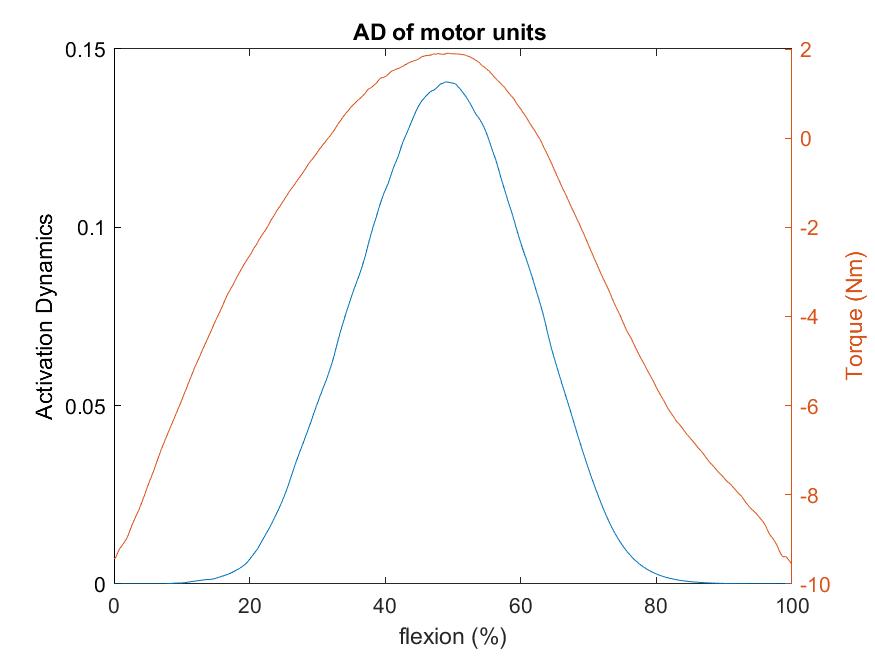 AD of motor units
0.15
0.1
0.05
0
Activation Dynamics
2
0
-2
-4
-6
-8
-10
Torque (Nm)
0 20 40 60 80 100
flexion (%)